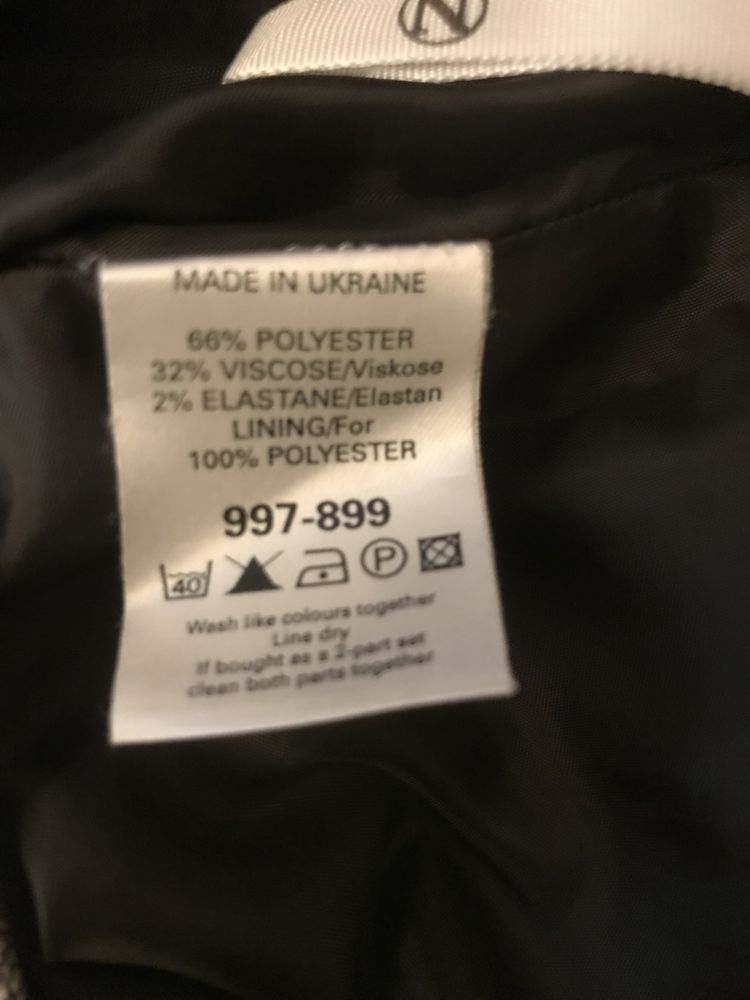 N
MADE IN UKRAINE
66% POLYESTER
32% VISCOSE/Viskose
2% ELASTANE/Elastan
LINING/For
100% POLYESTER
997-899
40 P
Wash like colours together
Line dry
If bought as a 2-part set
clean both parts together